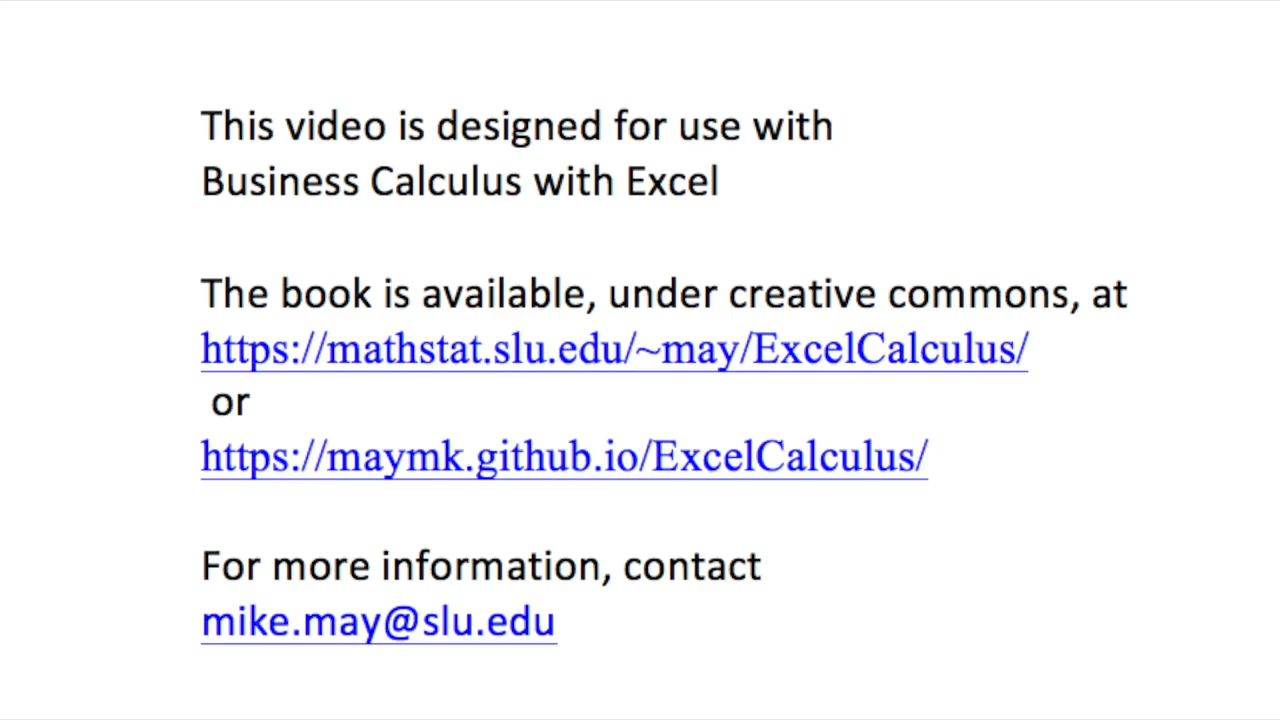 This video is designed for use with
Business Calculus with Excel
The book is available, under creative commons, at
https://mathstat.slu.edu/~may/ExcelCalculus/
or
https://maymk.github.io/ExcelCalculus/
For more information, contact
mike.may@slu.edu